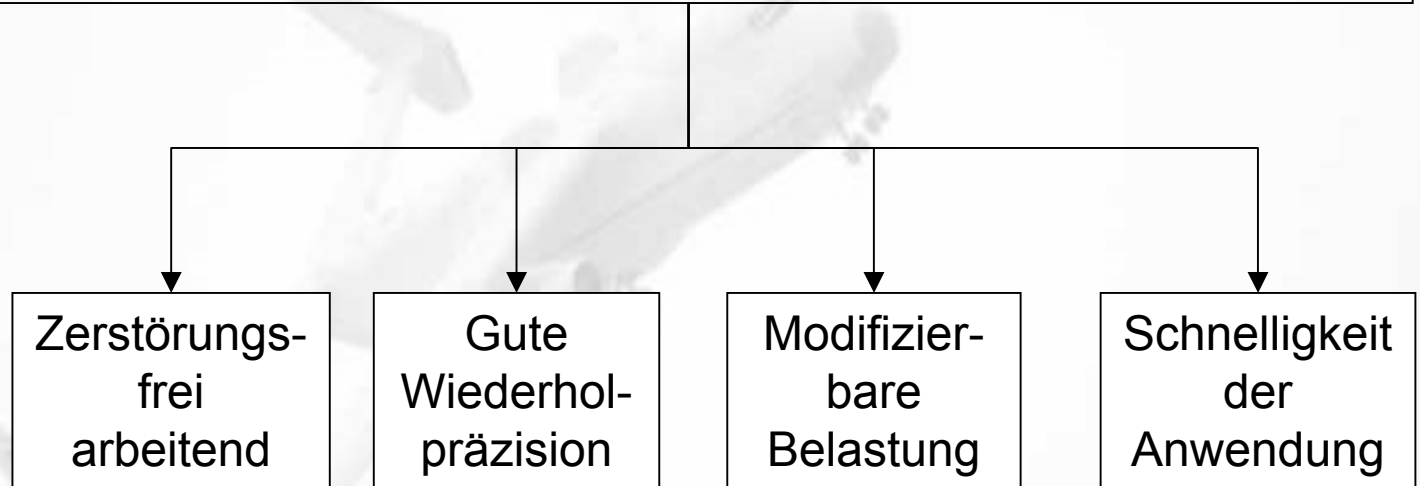 Zerstörungs-
frei
arbeitend
Gute
Wiederhol-
präzision
Modifizier-
bare
Belastung
Schnelligkeit
der
Anwendung